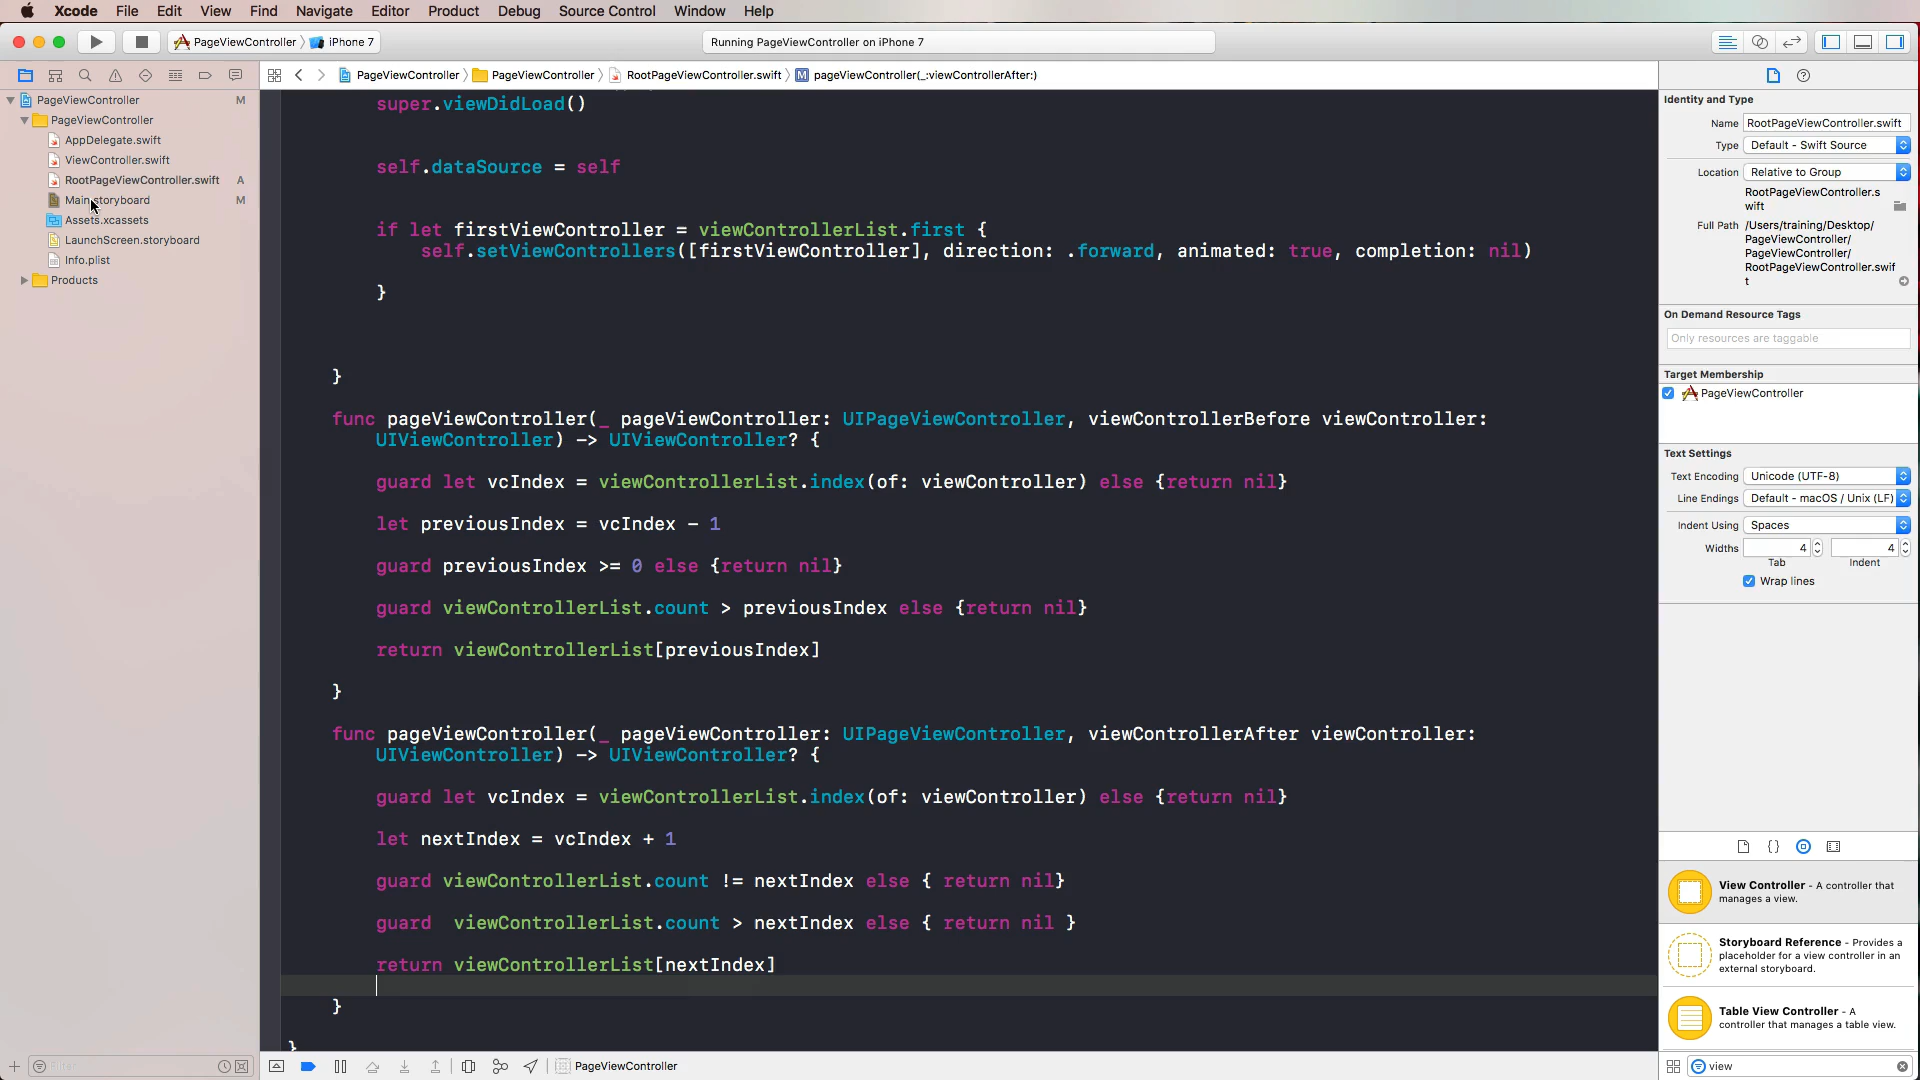 Xcode File Edit View Find Navigate Editor Product Debug Source Control Window Help
PageViewController iPhone 7
Running PageViewController on iPhone 7
PageViewController PageViewController RootPageViewController.swift M pageViewController(_:viewControllerAfter:)
PageViewController M
PageViewController
AppDelegate.swift
ViewController.swift
RootPageViewController.swift A
Main.storyboard M
Assets.xcassets
LaunchScreen.storyboard
Info.plist
Products
Filter
super.viewDidLoad()
self.dataSource = self
if let firstViewController = viewControllerList.first {
self.setViewControllers([firstViewController], direction: .forward, animated: true, completion: nil)
}
}
func pageViewController(_ pageViewController: UIPageViewController, viewControllerBefore viewController:
UIViewController) -> UIViewController? {
guard let vcIndex = viewControllerList.index(of: viewController) else {return nil}
let previousIndex = vcIndex - 1
guard previousIndex >= 0 else {return nil}
guard viewControllerList.count > previousIndex else {return nil}
return viewControllerList[previousIndex]
}
func pageViewController(_ pageViewController: UIPageViewController, viewControllerAfter viewController:
UIViewController) -> UIViewController? {
guard let vcIndex = viewControllerList.index(of: viewController) else {return nil}
let nextIndex = vcIndex + 1
guard viewControllerList.count != nextIndex else { return nil}
guard  viewControllerList.count > nextIndex else { return nil }
return viewControllerList[nextIndex]
}
}
PageViewController
Identity and Type
Name RootPageViewController.swift
Type Default - Swift Source
Location Relative to Group
RootPageViewController.s
wift
Full Path /Users/training/Desktop/
PageViewController/
PageViewController/
RootPageViewController.swif
t
On Demand Resource Tags
Only resources are taggable
Target Membership
PageViewController
Text Settings
Text Encoding Unicode (UTF-8)
Line Endings Default - macOS / Unix (LF)
Indent Using Spaces
Widths 4 4
Tab Indent
Wrap lines
{}
View Controller - A controller that
manages a view.
Storyboard Reference - Provides a
placeholder for a view controller in an
external storyboard.
Table View Controller - A
controller that manages a table view.
view